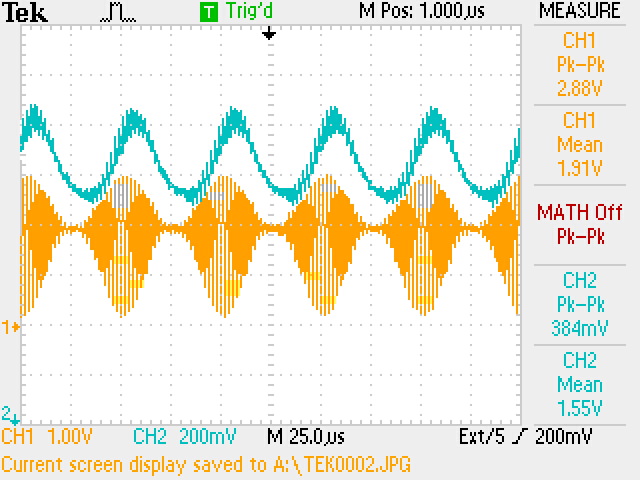 Tek T Trig'd M Pos: 1.000µs MEASURE
CH1
Pk-Pk
2.88V
CH1
Mean
1.91V
MATH Off
Pk-Pk
CH2
Pk-Pk
384mV
CH2
Mean
1.55V
1
2
CH1 1.00V CH2 200mV M 25.0µs Ext/5 200mV
Current screen display saved to A:\TEK0002.JPG